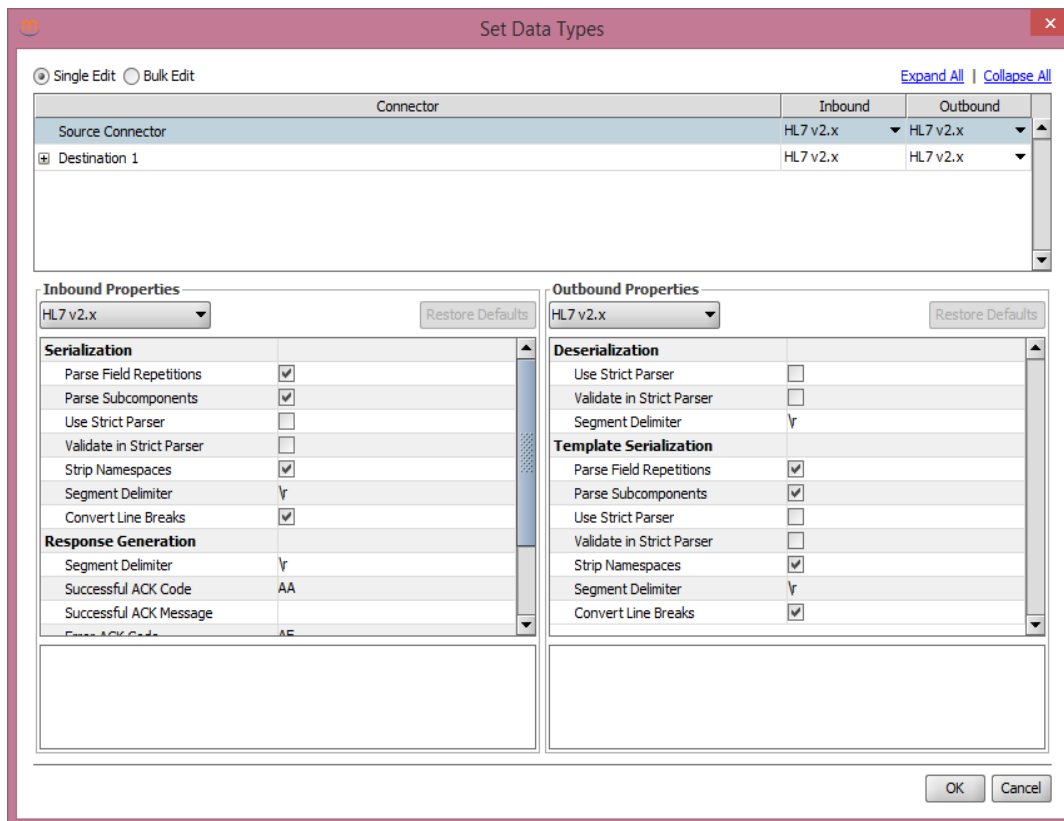 Set Data Types
Single Edit Bulk Edit Expand All | Collapse All
Connector Inbound Outbound
Source Connector HL7 v2.x HL7 v2.x
Destination 1 HL7 v2.x HL7 v2.x
Inbound Properties
HL7 v2.x Restore Defaults
Serialization
Parse Field Repetitions
Parse Subcomponents
Use Strict Parser
Validate in Strict Parser
Strip Namespaces
Segment Delimiter \r
Convert Line Breaks
Response Generation
Segment Delimiter \r
Successful ACK Code AA
Successful ACK Message
Error ACK Code AE
Outbound Properties
HL7 v2.x Restore Defaults
Deserialization
Use Strict Parser
Validate in Strict Parser
Segment Delimiter \r
Template Serialization
Parse Field Repetitions
Parse Subcomponents
Use Strict Parser
Validate in Strict Parser
Strip Namespaces
Segment Delimiter \r
Convert Line Breaks
OK Cancel